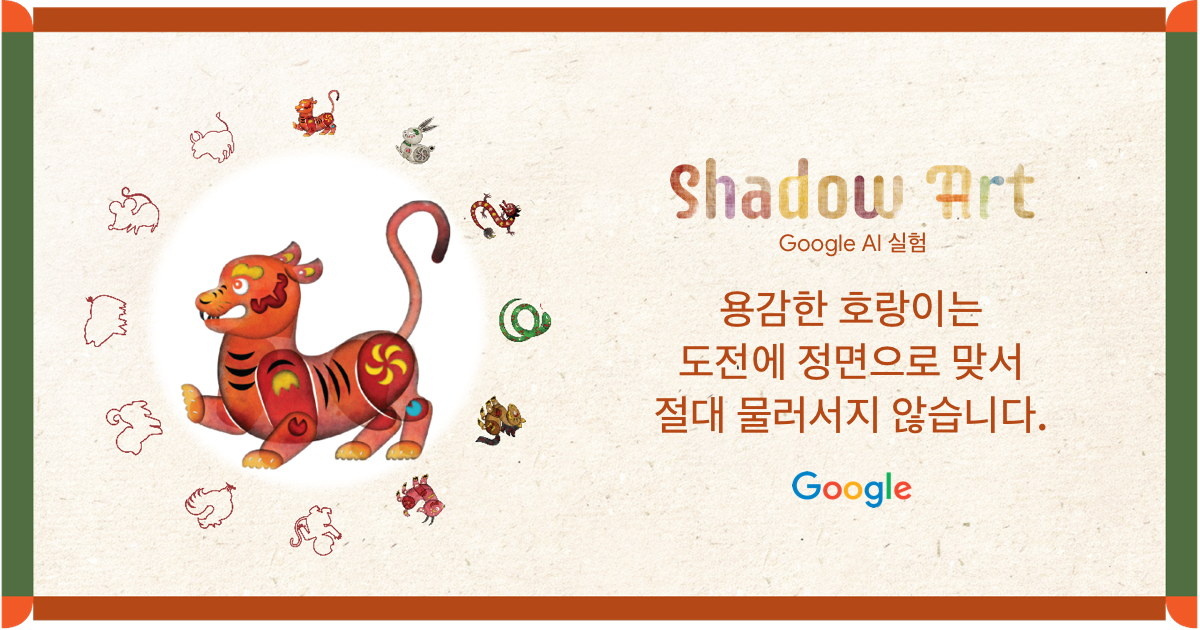 Shadow Art
Google AI 실험
용감한 호랑이는
도전에 정면으로 맞서
절대 물러서지 않습니다.
Google